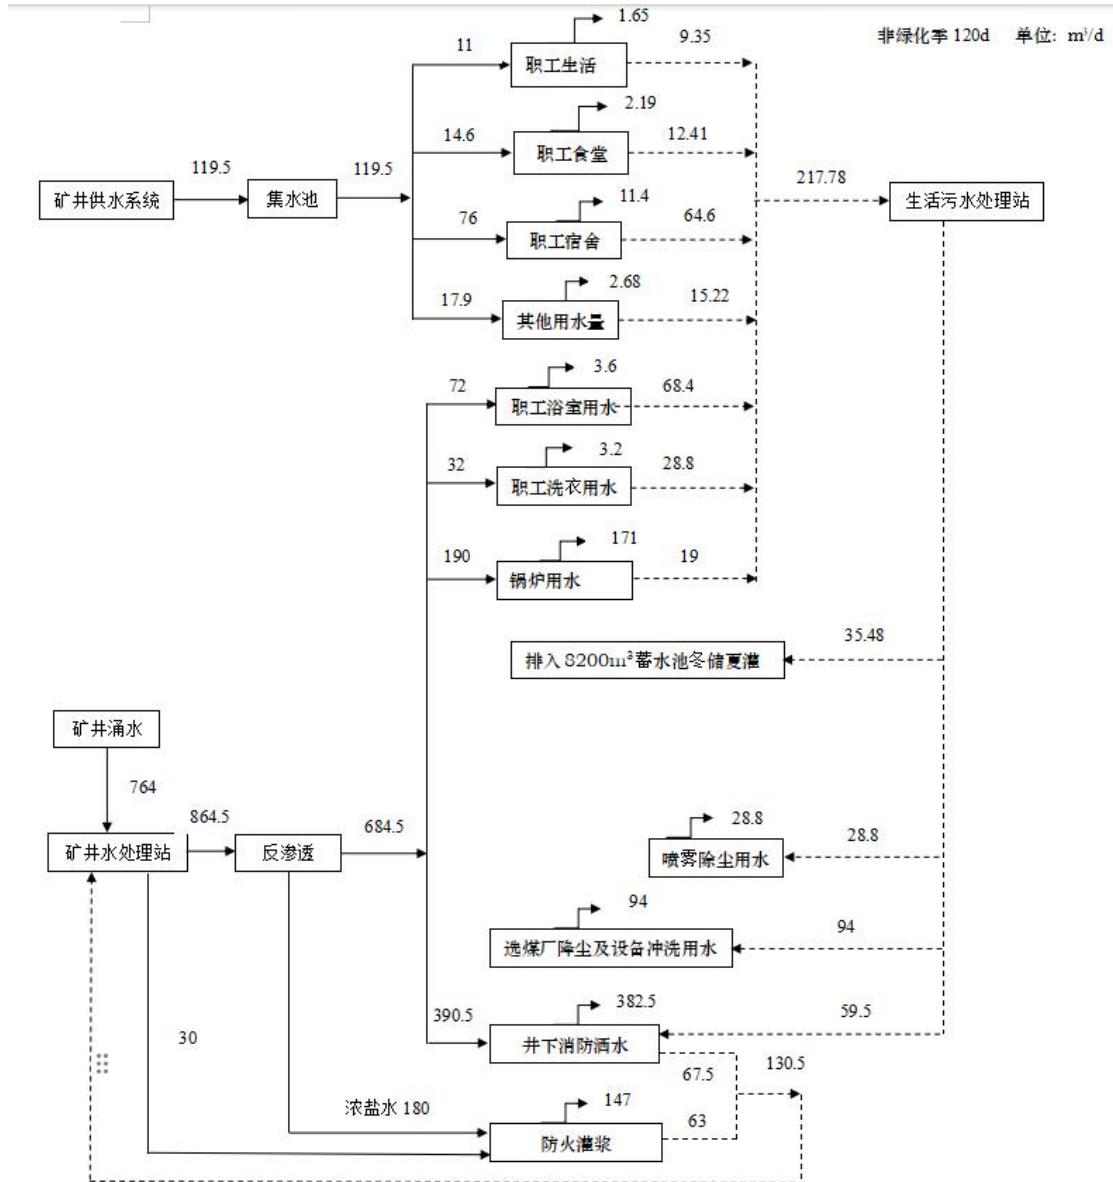 1.65
非绿化季 120d 单位: m³/d
11
9.35
职工生活
2.19
14.6
12.41
职工食堂
119.5
119.5
217.78
矿井供水系统
集水池
生活污水处理站
11.4
76
64.6
职工宿舍
2.68
17.9
15.22
其他用水量
3.6
72
68.4
职工浴室用水
3.2
32
28.8
职工洗衣用水
171
190
19
锅炉用水
35.48
排入 8200m³蓄水池冬储夏灌
矿井涌水
764
864.5
684.5
28.8
28.8
矿井水处理站
反渗透
喷雾除尘用水
94
94
选煤厂降尘及设备冲洗用水
382.5
390.5
59.5
井下消防洒水
30
67.5
130.5
浓盐水 180
147
63
防火灌浆